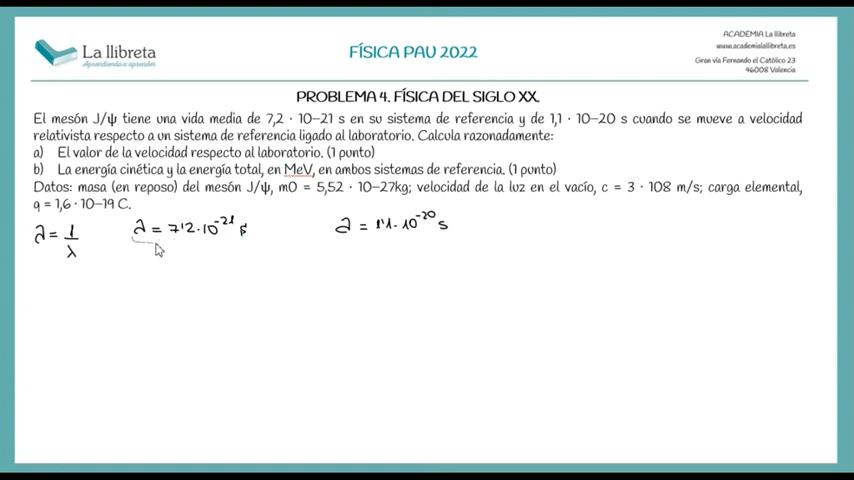 La llibreta
Aprendiendo a aprender
FÍSICA PAU 2022
ACADEMIA La llibreta
www.academialallibreta.es
Gran vía Fernando el Católico 23
46008 Valencia
PROBLEMA 4. FÍSICA DEL SIGLO XX.
El mesón J/ψ tiene una vida media de 7,2 · 10–21 s en su sistema de referencia y de 1,1 · 10–20 s cuando se mueve a velocidad
relativista respecto a un sistema de referencia ligado al laboratorio. Calcula razonadamente:
a) El valor de la velocidad respecto al laboratorio. (1 punto)
b) La energía cinética y la energía total, en MeV, en ambos sistemas de referencia. (1 punto)
Datos: masa (en reposo) del mesón J/ψ, m0 = 5,52 · 10–27kg; velocidad de la luz en el vacío, c = 3 · 108 m/s; carga elemental,
q = 1,6 · 10–19 C.
𝜏 = 1/λ 𝜏 = 7'2·10⁻²¹ s 𝜏 = 1'1·10⁻²⁰ s